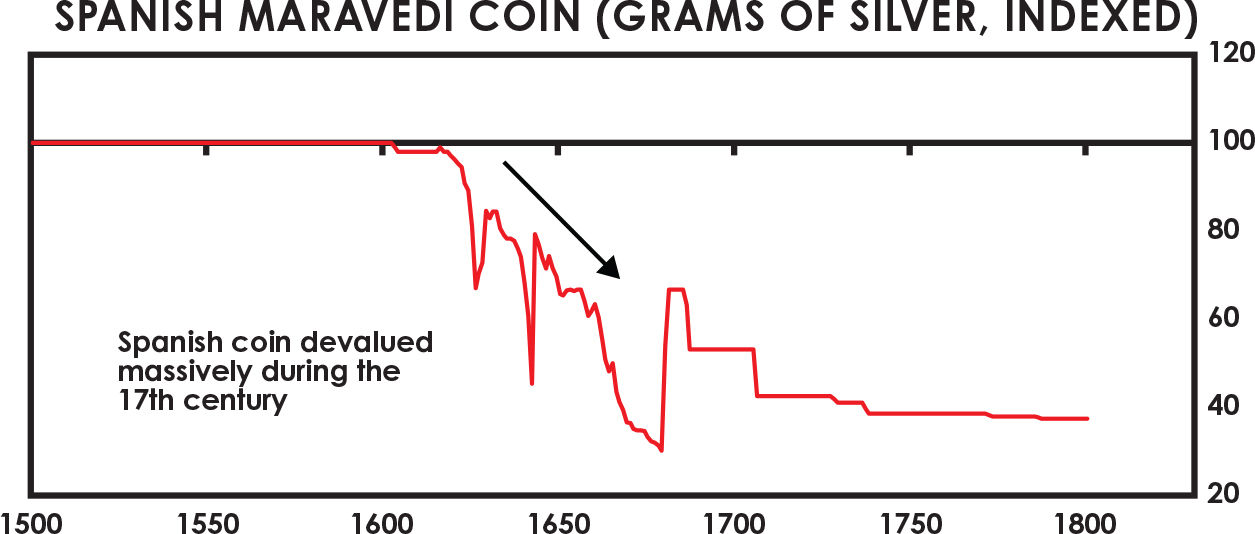 SPANISH MARAVEDI COIN (GRAMS OF SILVER, INDEXED)
120
100
80
60
40
20
Spanish coin devalued
massively during the
17th century
1500 1550 1600 1650 1700 1750 1800